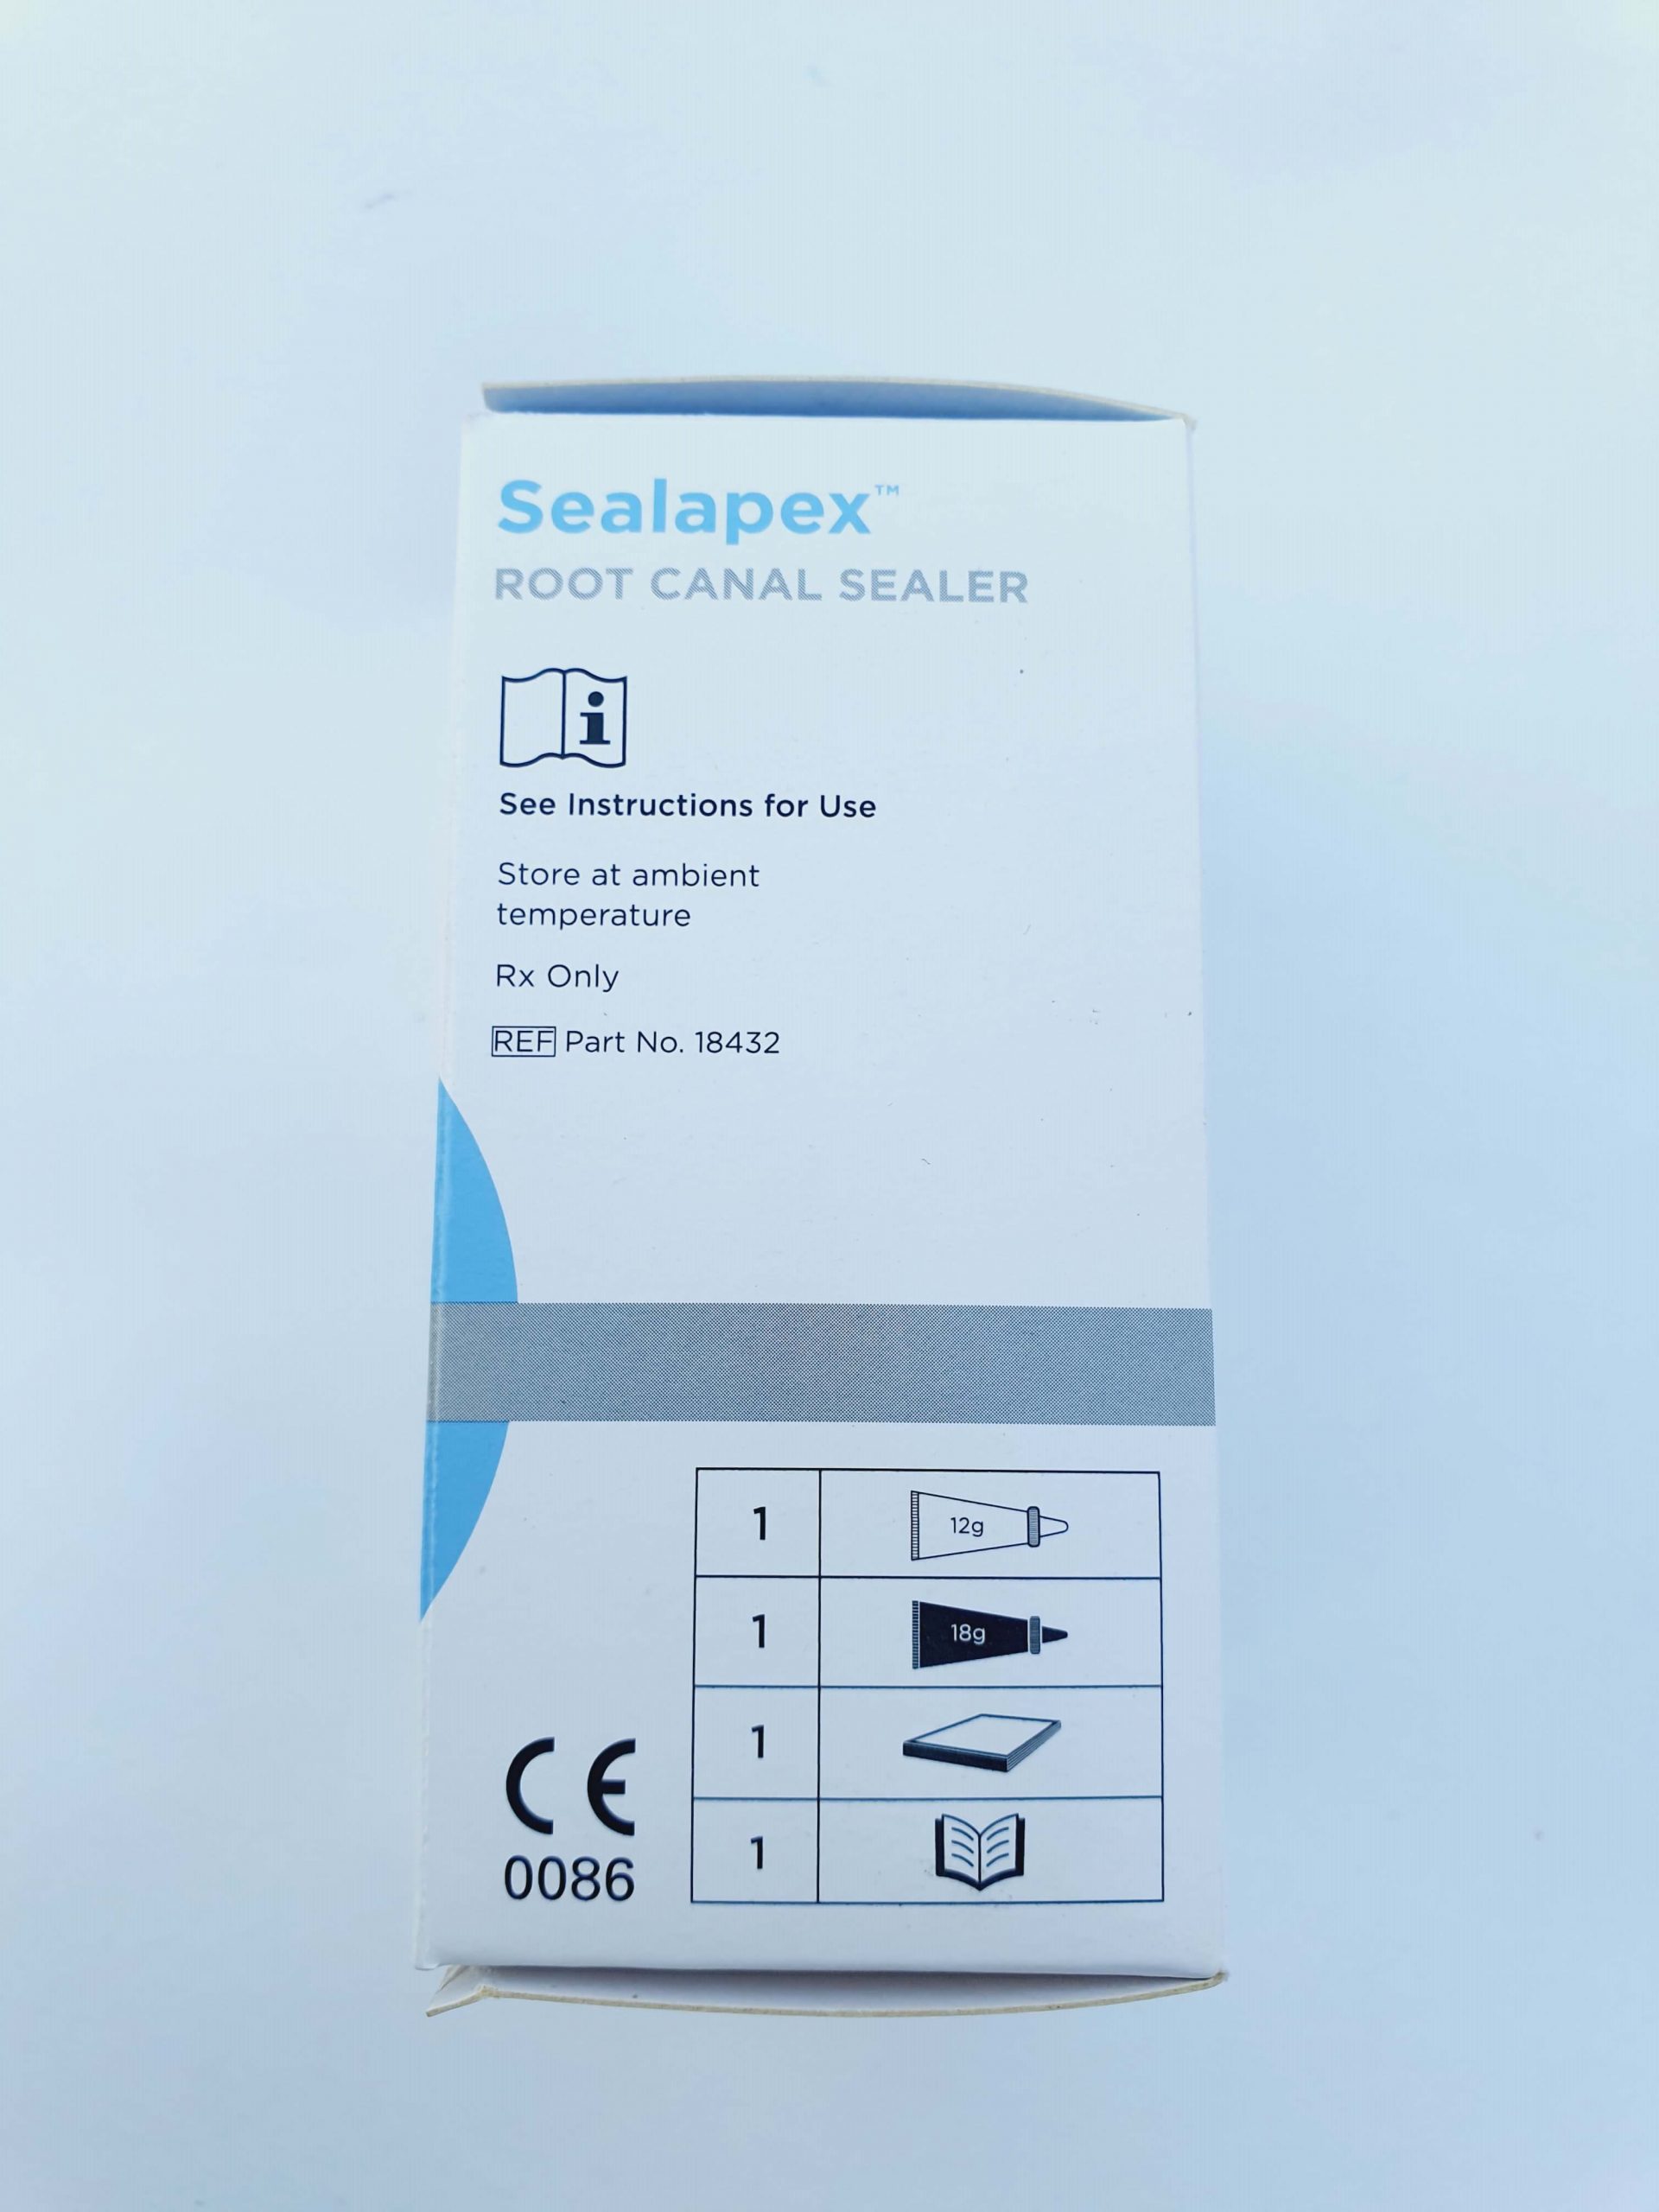 Sealapex™
ROOT CANAL SEALER
i
See Instructions for Use
Store at ambient
temperature
Rx Only
REF Part No. 18432
1 12g
1 18g
1
1
CE
0086